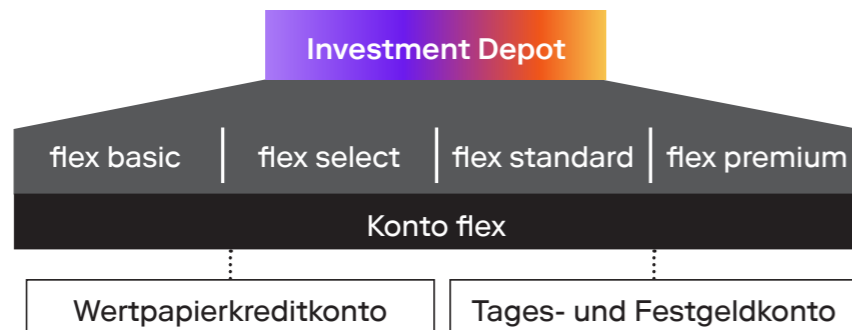 Investment Depot
flex basic
flex select
flex standard
flex premium
Konto flex
Wertpapierkreditkonto
Tages- und Festgeldkonto